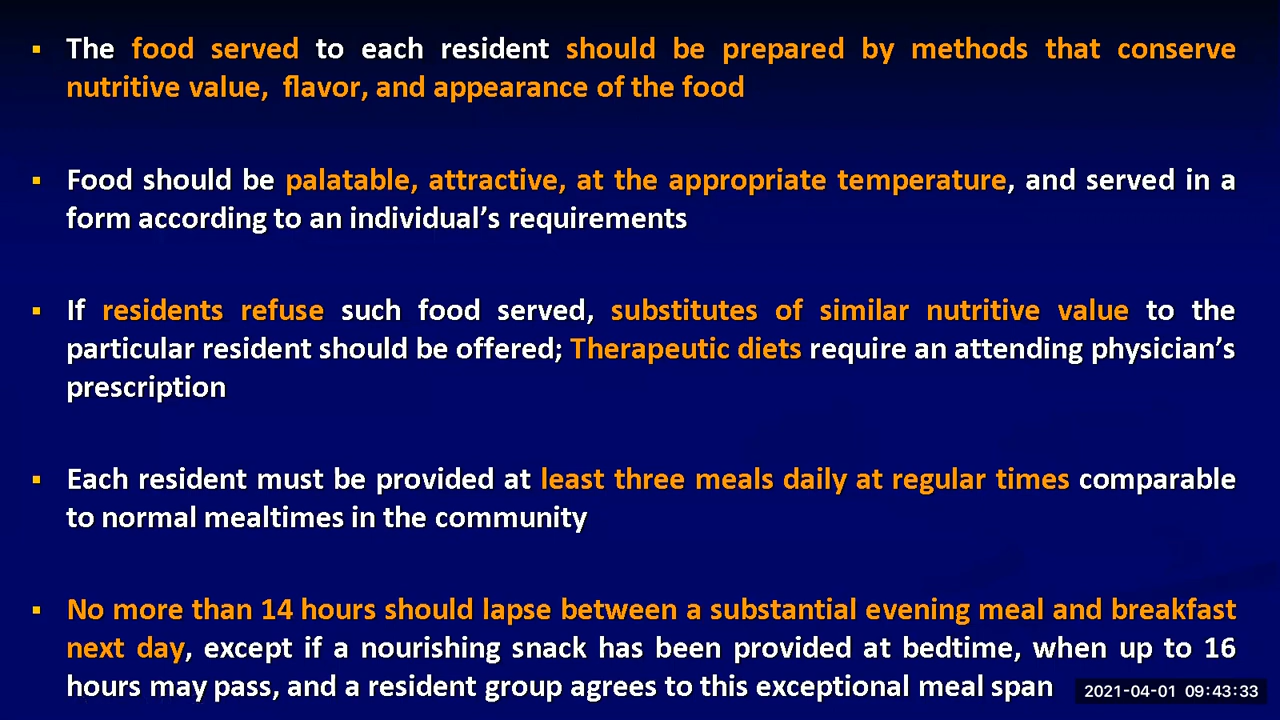 ▪ The food served to each resident should be prepared by methods that conserve
nutritive value, flavor, and appearance of the food
▪ Food should be palatable, attractive, at the appropriate temperature, and served in a
form according to an individual’s requirements
▪ If residents refuse such food served, substitutes of similar nutritive value to the
particular resident should be offered; Therapeutic diets require an attending physician’s
prescription
▪ Each resident must be provided at least three meals daily at regular times comparable
to normal mealtimes in the community
▪ No more than 14 hours should lapse between a substantial evening meal and breakfast
next day, except if a nourishing snack has been provided at bedtime, when up to 16
hours may pass, and a resident group agrees to this exceptional meal span
2021-04-01 09:43:33